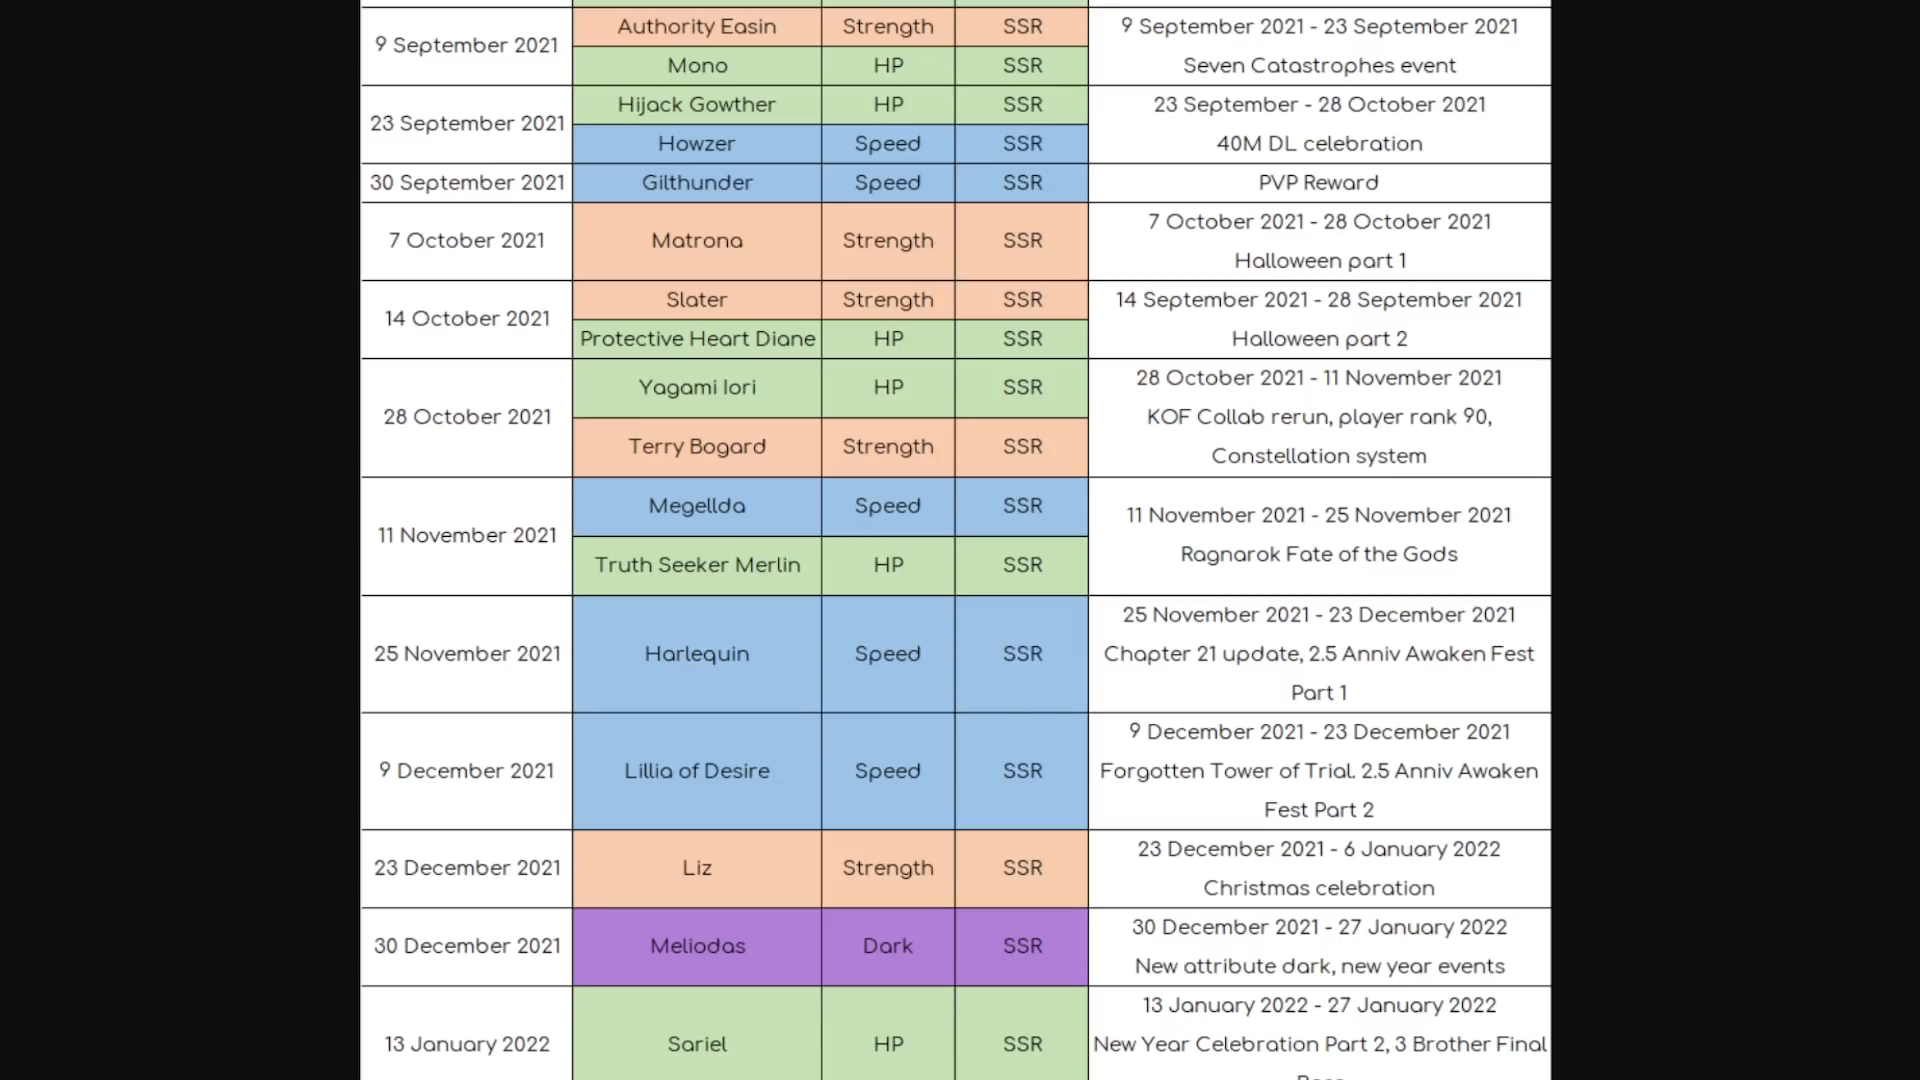 9 September 2021
Authority Easin Strength SSR
9 September 2021 - 23 September 2021
Mono HP SSR
Seven Catastrophes event
23 September 2021
Hijack Gowther HP SSR
23 September - 28 October 2021
Howzer Speed SSR
40M DL celebration
30 September 2021 Gilthunder Speed SSR PVP Reward
7 October 2021 Matrona Strength SSR
7 October 2021 - 28 October 2021
Halloween part 1
14 October 2021
Slater Strength SSR
14 September 2021 - 28 September 2021
Protective Heart Diane HP SSR
Halloween part 2
28 October 2021
Yagami Iori HP SSR
Terry Bogard Strength SSR
28 October 2021 - 11 November 2021
KOF Collab rerun, player rank 90,
Constellation system
11 November 2021
Megellda Speed SSR
Truth Seeker Merlin HP SSR
11 November 2021 - 25 November 2021
Ragnarok Fate of the Gods
25 November 2021 Harlequin Speed SSR
25 November 2021 - 23 December 2021
Chapter 21 update, 2.5 Anniv Awaken Fest
Part 1
9 December 2021 Lillia of Desire Speed SSR
9 December 2021 - 23 December 2021
Forgotten Tower of Trial. 2.5 Anniv Awaken
Fest Part 2
23 December 2021 Liz Strength SSR
23 December 2021 - 6 January 2022
Christmas celebration
30 December 2021 Meliodas Dark SSR
30 December 2021 - 27 January 2022
New attribute dark, new year events
13 January 2022 Sariel HP SSR
13 January 2022 - 27 January 2022
New Year Celebration Part 2, 3 Brother Final